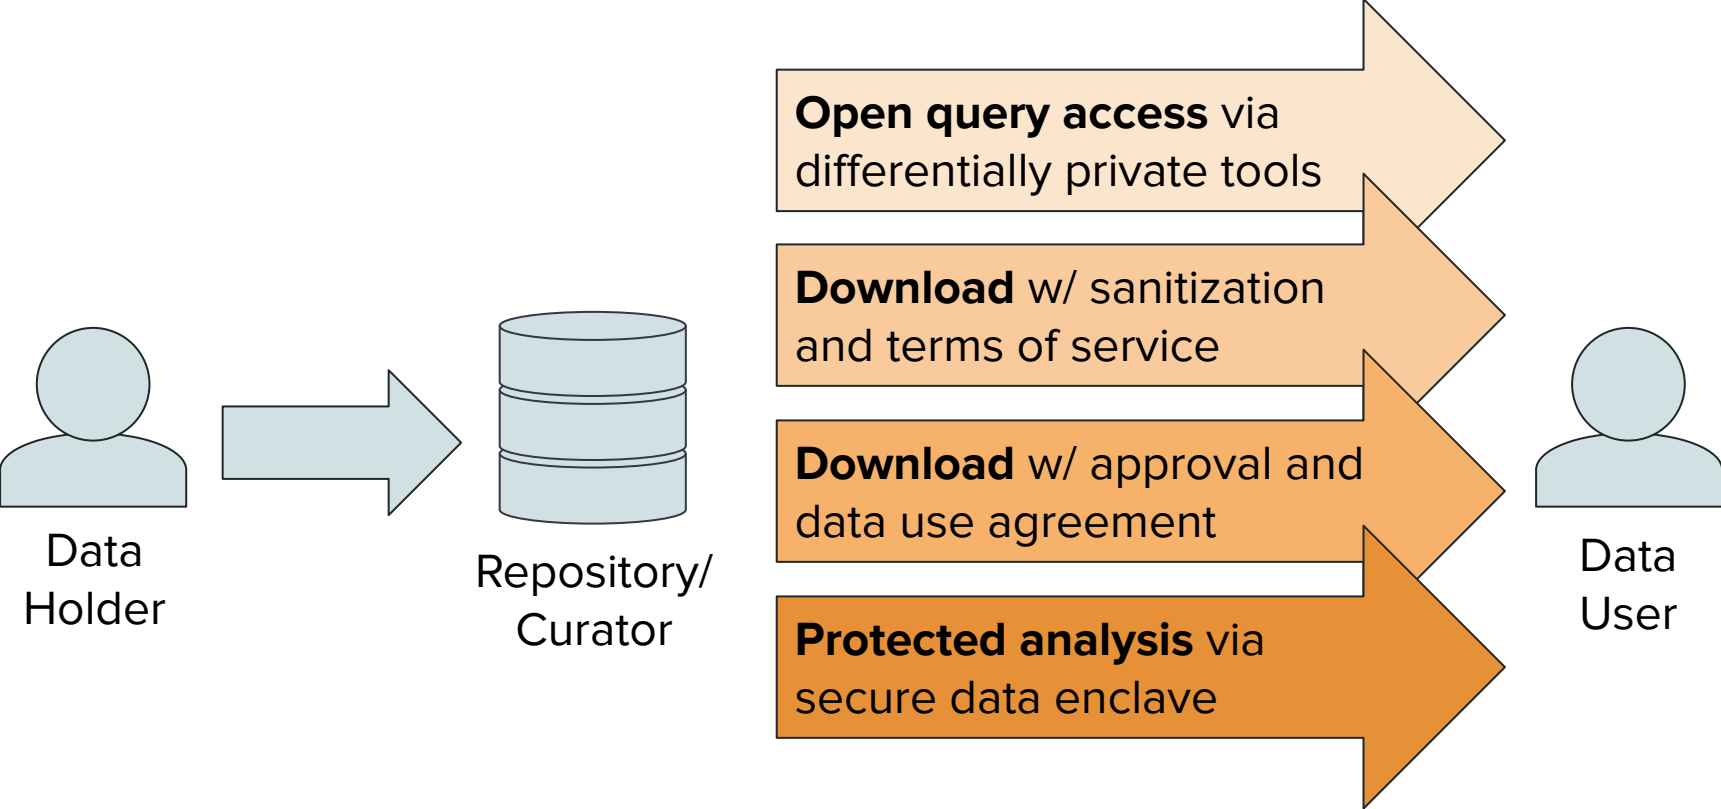 Open query access via
differentially private tools
Download w/ sanitization
and terms of service
Download w/ approval and
data use agreement
Protected analysis via
secure data enclave
Data
Holder
Repository/
Curator
Data
User